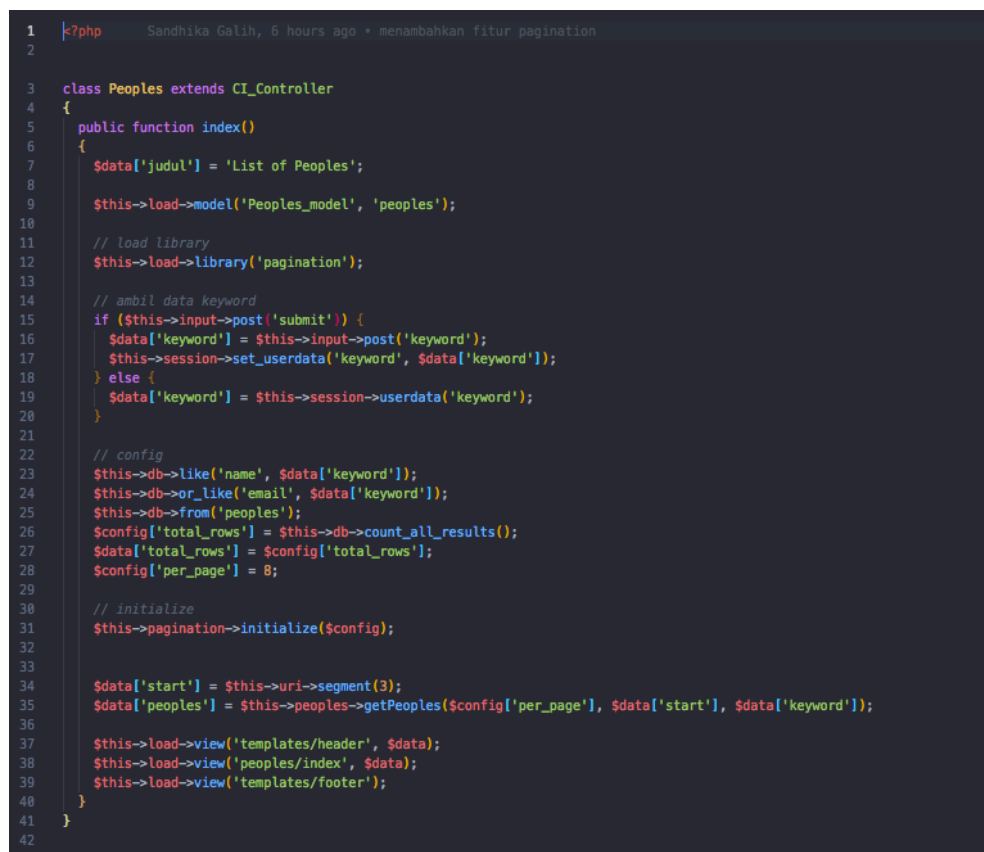 1 <?php Sandhika Galih, 6 hours ago • menambahkan fitur pagination
2
3 class Peoples extends CI_Controller
4 {
5 public function index()
6 {
7 $data['judul'] = 'List of Peoples';
8
9 $this->load->model('Peoples_model', 'peoples');
10
11 // load library
12 $this->load->library('pagination');
13
14 // ambil data keyword
15 if ($this->input->post('submit')) {
16 $data['keyword'] = $this->input->post('keyword');
17 $this->session->set_userdata('keyword', $data['keyword']);
18 } else {
19 $data['keyword'] = $this->session->userdata('keyword');
20 }
21
22 // config
23 $this->db->like('name', $data['keyword']);
24 $this->db->or_like('email', $data['keyword']);
25 $this->db->from('peoples');
26 $config['total_rows'] = $this->db->count_all_results();
27 $data['total_rows'] = $config['total_rows'];
28 $config['per_page'] = 8;
29
30 // initialize
31 $this->pagination->initialize($config);
32
33
34 $data['start'] = $this->uri->segment(3);
35 $data['peoples'] = $this->peoples->getPeoples($config['per_page'], $data['start'], $data['keyword']);
36
37 $this->load->view('templates/header', $data);
38 $this->load->view('peoples/index', $data);
39 $this->load->view('templates/footer');
40 }
41 }
42